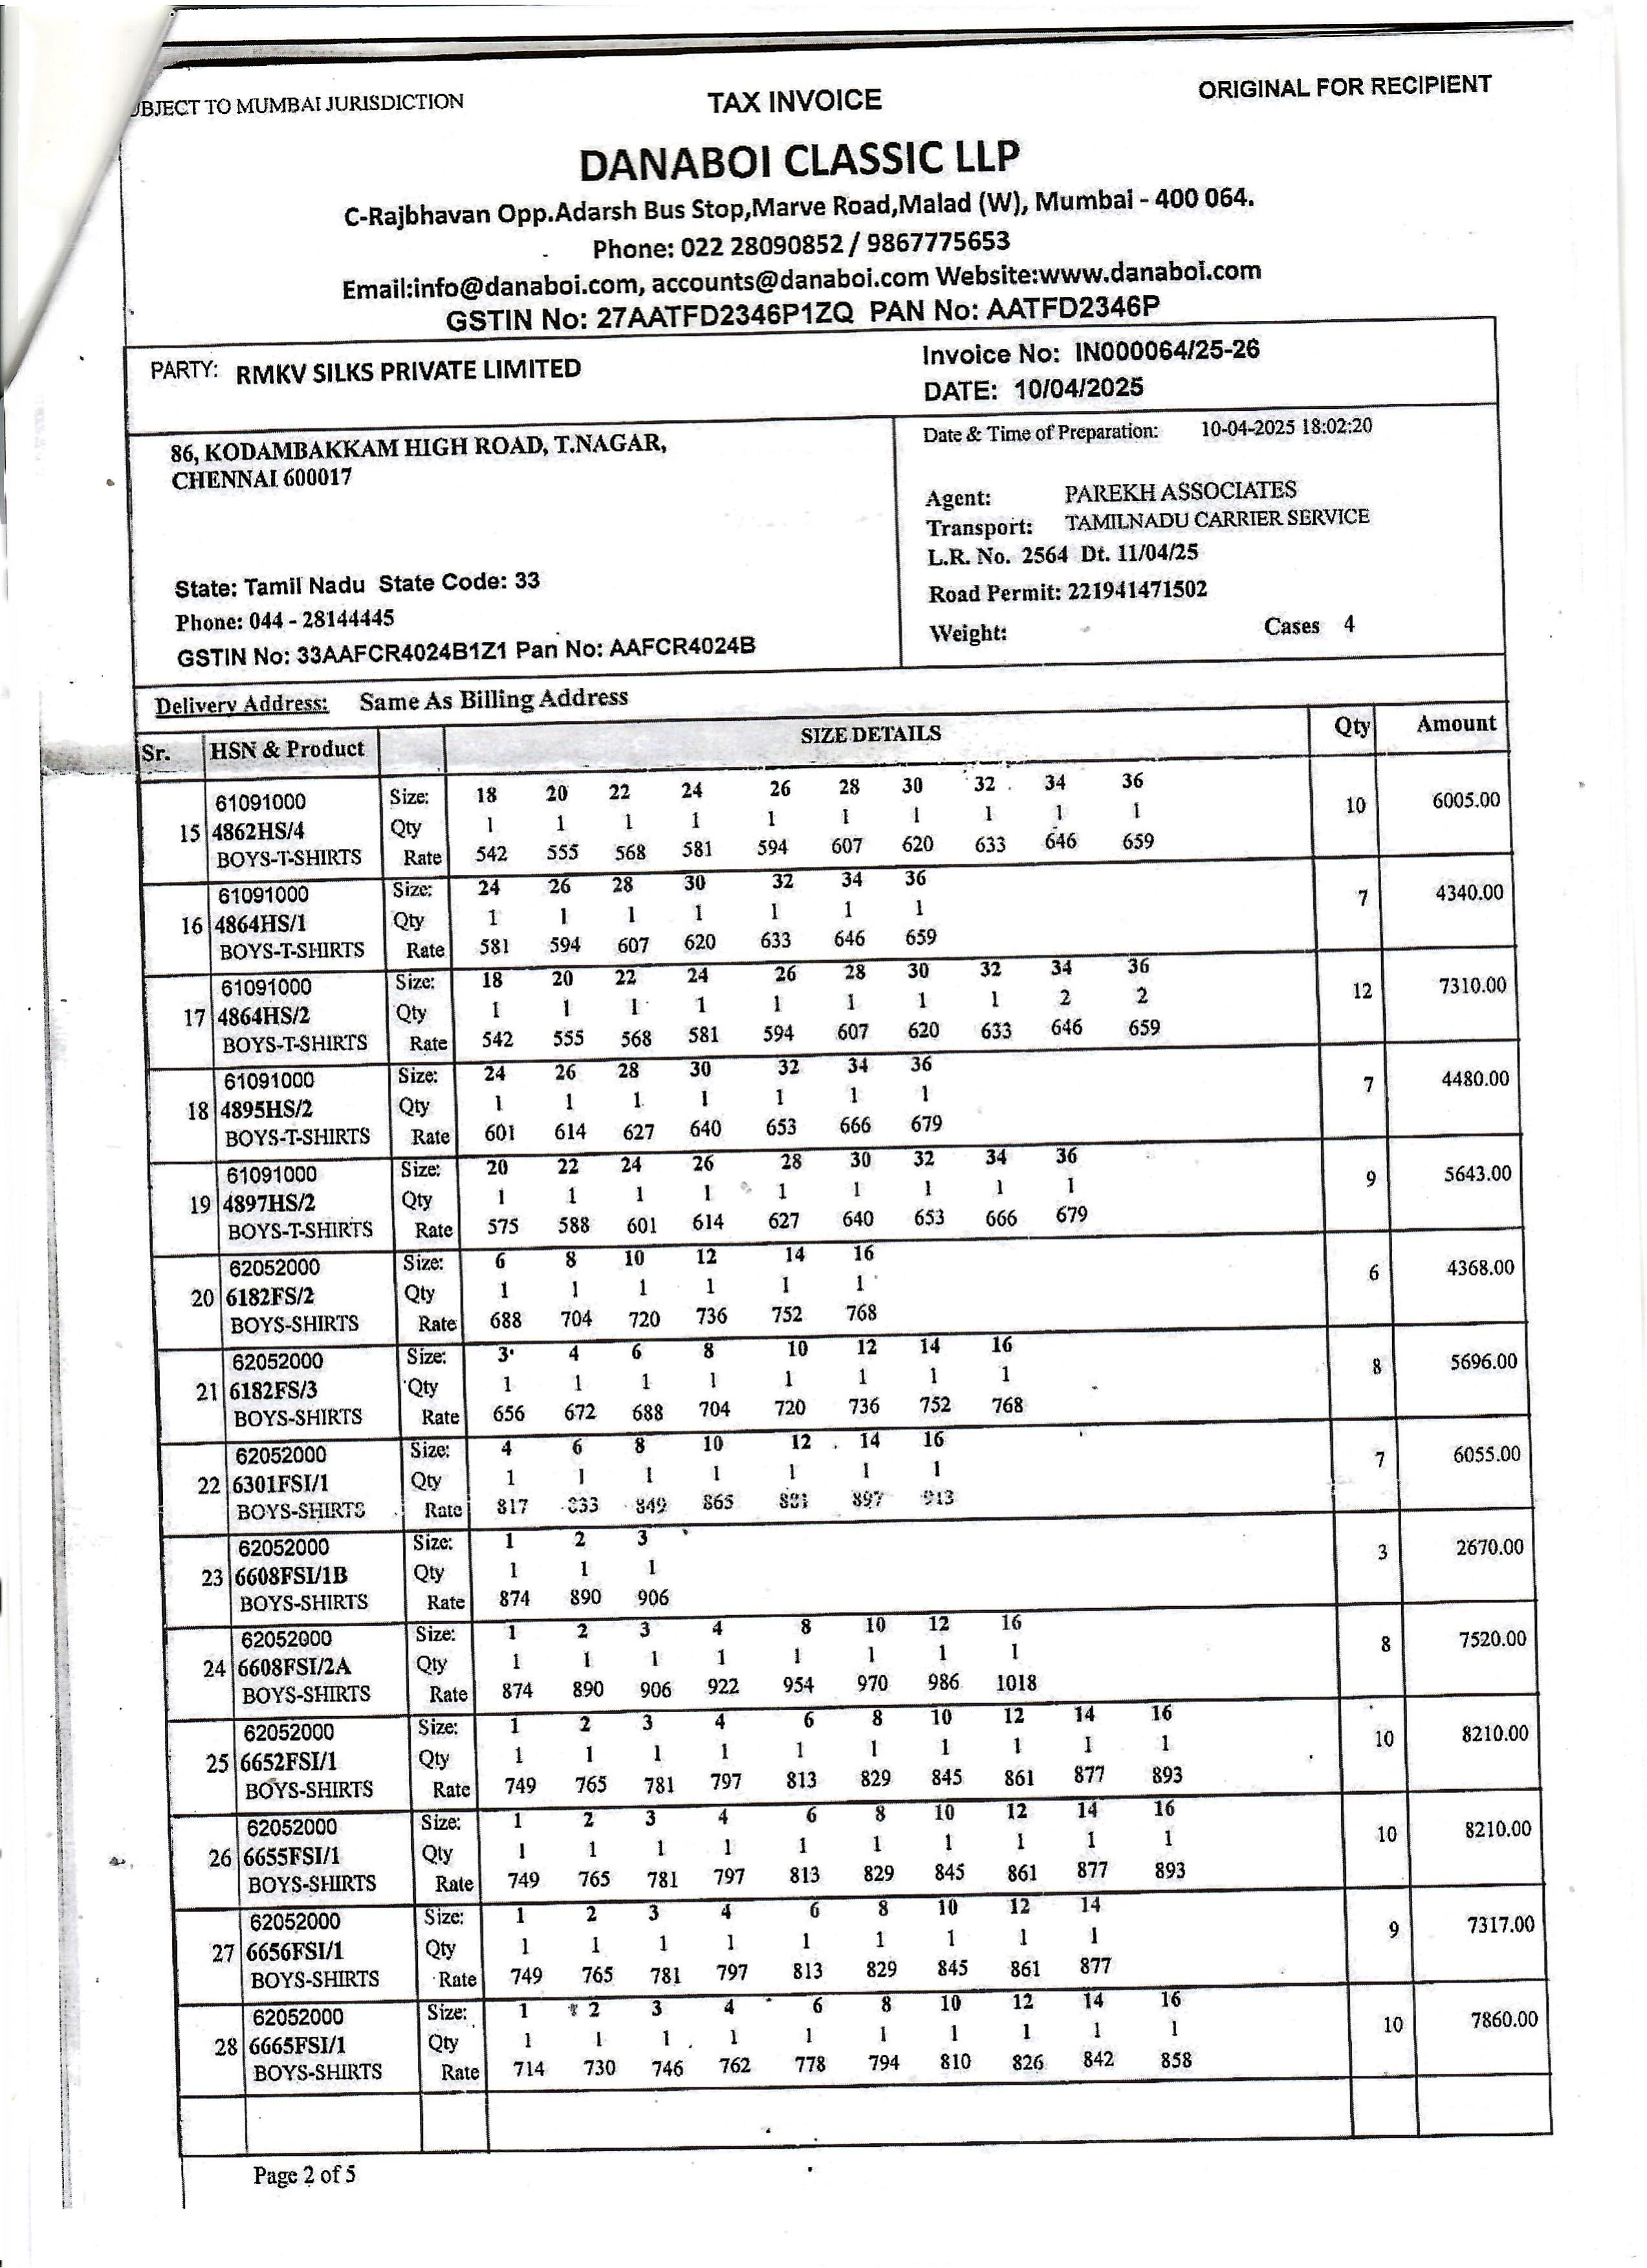 BJECT TO MUMBAI JURISDICTION TAX INVOICE ORIGINAL FOR RECIPIENT
DANABOI CLASSIC LLP
C-Rajbhavan Opp.Adarsh Bus Stop,Marve Road,Malad (W), Mumbai - 400 064.
Phone: 022 28090852 / 9867775653
Email:info@danaboi.com, accounts@danaboi.com Website:www.danaboi.com
GSTIN No: 27AATFD2346P1ZQ PAN No: AATFD2346P
PARTY: RMKV SILKS PRIVATE LIMITED
Invoice No: IN000064/25-26
DATE: 10/04/2025
86, KODAMBAKKAM HIGH ROAD, T.NAGAR,
CHENNAI 600017
State: Tamil Nadu State Code: 33
Phone: 044 - 28144445
GSTIN No: 33AAFCR4024B1Z1 Pan No: AAFCR4024B
Date & Time of Preparation: 10-04-2025 18:02:20
Agent: PAREKH ASSOCIATES
Transport: TAMILNADU CARRIER SERVICE
L.R. No. 2564 Dt. 11/04/25
Road Permit: 221941471502
Weight: Cases 4
Delivery Address: Same As Billing Address
Sr. HSN & Product SIZE DETAILS Qty Amount
61091000 Size: 18 20 22 24 26 28 30 32 34 36
15 4862HS/4 Qty 1 1 1 1 1 1 1 1 1 1 10 6005.00
BOYS-T-SHIRTS Rate 542 555 568 581 594 607 620 633 646 659
61091000 Size: 24 26 28 30 32 34 36
16 4864HS/1 Qty 1 1 1 1 1 1 1 7 4340.00
BOYS-T-SHIRTS Rate 581 594 607 620 633 646 659
61091000 Size: 18 20 22 24 26 28 30 32 34 36
17 4864HS/2 Qty 1 1 1 1 1 1 1 1 2 2 12 7310.00
BOYS-T-SHIRTS Rate 542 555 568 581 594 607 620 633 646 659
61091000 Size: 24 26 28 30 32 34 36
18 4895HS/2 Qty 1 1 1 1 1 1 1 7 4480.00
BOYS-T-SHIRTS Rate 601 614 627 640 653 666 679
61091000 Size: 20 22 24 26 28 30 32 34 36
19 4897HS/2 Qty 1 1 1 1 1 1 1 1 1 9 5643.00
BOYS-T-SHIRTS Rate 575 588 601 614 627 640 653 666 679
62052000 Size: 6 8 10 12 14 16
20 6182FS/2 Qty 1 1 1 1 1 1 6 4368.00
BOYS-SHIRTS Rate 688 704 720 736 752 768
62052000 Size: 3 4 6 8 10 12 14 16
21 6182FS/3 Qty 1 1 1 1 1 1 1 1 8 5696.00
BOYS-SHIRTS Rate 656 672 688 704 720 736 752 768
62052000 Size: 4 6 8 10 12 14 16
22 6301FSI/1 Qty 1 1 1 1 1 1 1 7 6055.00
BOYS-SHIRTS Rate 817 833 849 865 881 897 913
62052000 Size: 1 2 3
23 6608FSI/1B Qty 1 1 1 3 2670.00
BOYS-SHIRTS Rate 874 890 906
62052000 Size: 1 2 3 4 8 10 12 16
24 6608FSI/2A Qty 1 1 1 1 1 1 1 1 8 7520.00
BOYS-SHIRTS Rate 874 890 906 922 954 970 986 1018
62052000 Size: 1 2 3 4 6 8 10 12 14 16
25 6652FSI/1 Qty 1 1 1 1 1 1 1 1 1 1 10 8210.00
BOYS-SHIRTS Rate 749 765 781 797 813 829 845 861 877 893
62052000 Size: 1 2 3 4 6 8 10 12 14 16
26 6655FSI/1 Qty 1 1 1 1 1 1 1 1 1 1 10 8210.00
BOYS-SHIRTS Rate 749 765 781 797 813 829 845 861 877 893
62052000 Size: 1 2 3 4 6 8 10 12 14
27 6656FSI/1 Qty 1 1 1 1 1 1 1 1 1 9 7317.00
BOYS-SHIRTS Rate 749 765 781 797 813 829 845 861 877
62052000 Size: 1 2 3 4 6 8 10 12 14 16
28 6665FSI/1 Qty 1 1 1 1 1 1 1 1 1 1 10 7860.00
BOYS-SHIRTS Rate 714 730 746 762 778 794 810 826 842 858
Page 2 of 5